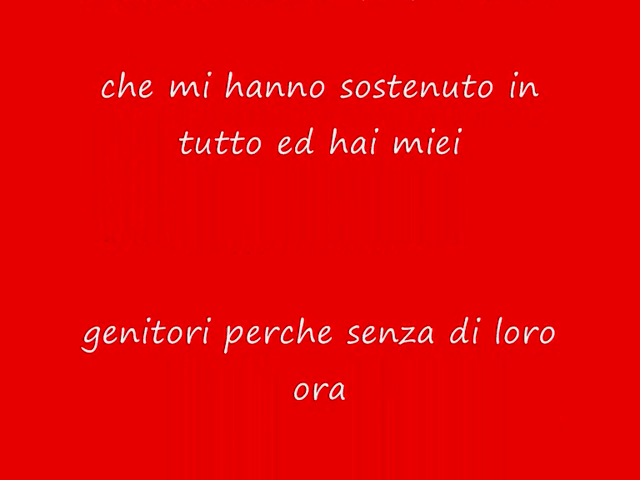 che mi hanno sostenuto in
tutto ed hai miei
genitori perche senza di loro
ora